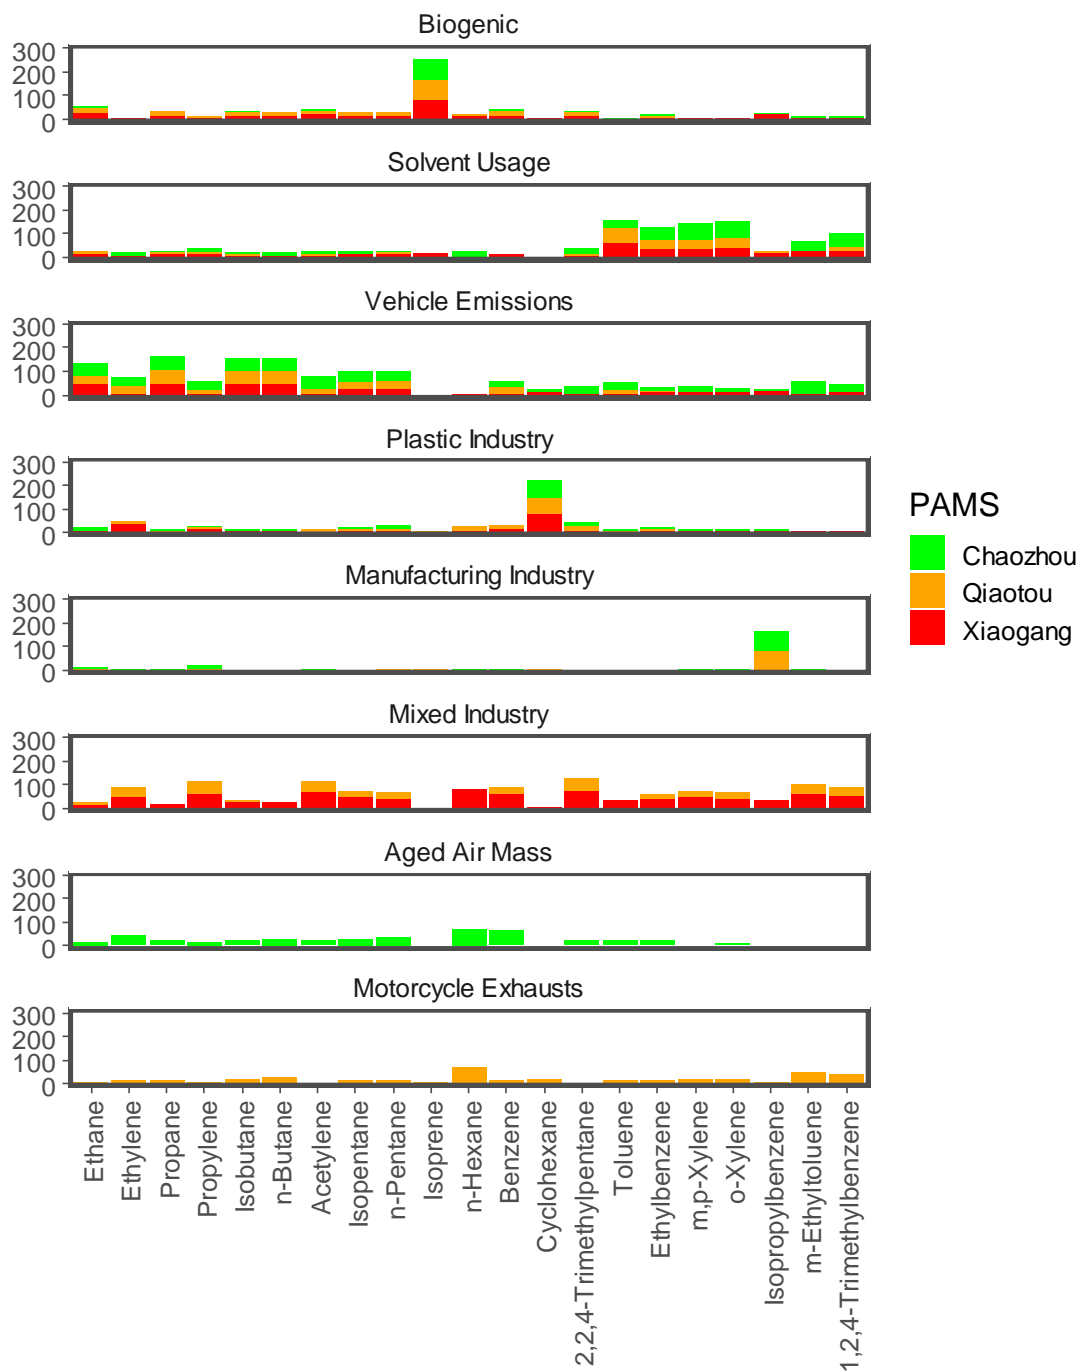 Biogenic
300
200
100
0
Solvent Usage
300
200
100
0
Vehicle Emissions
300
200
100
0
Plastic Industry
300
200
100
0
Manufacturing Industry
300
200
100
0
Mixed Industry
300
200
100
0
Aged Air Mass
300
200
100
0
Motorcycle Exhausts
300
200
100
0
Ethane
Ethylene
Propane
Propylene
Isobutane
n-Butane
Acetylene
Isopentane
n-Pentane
Isoprene
n-Hexane
Benzene
Cyclohexane
2,2,4-Trimethylpentane
Toluene
Ethylbenzene
m,p-Xylene
o-Xylene
Isopropylbenzene
m-Ethyltoluene
1,2,4-Trimethylbenzene
PAMS
Chaozhou
Qiaotou
Xiaogang